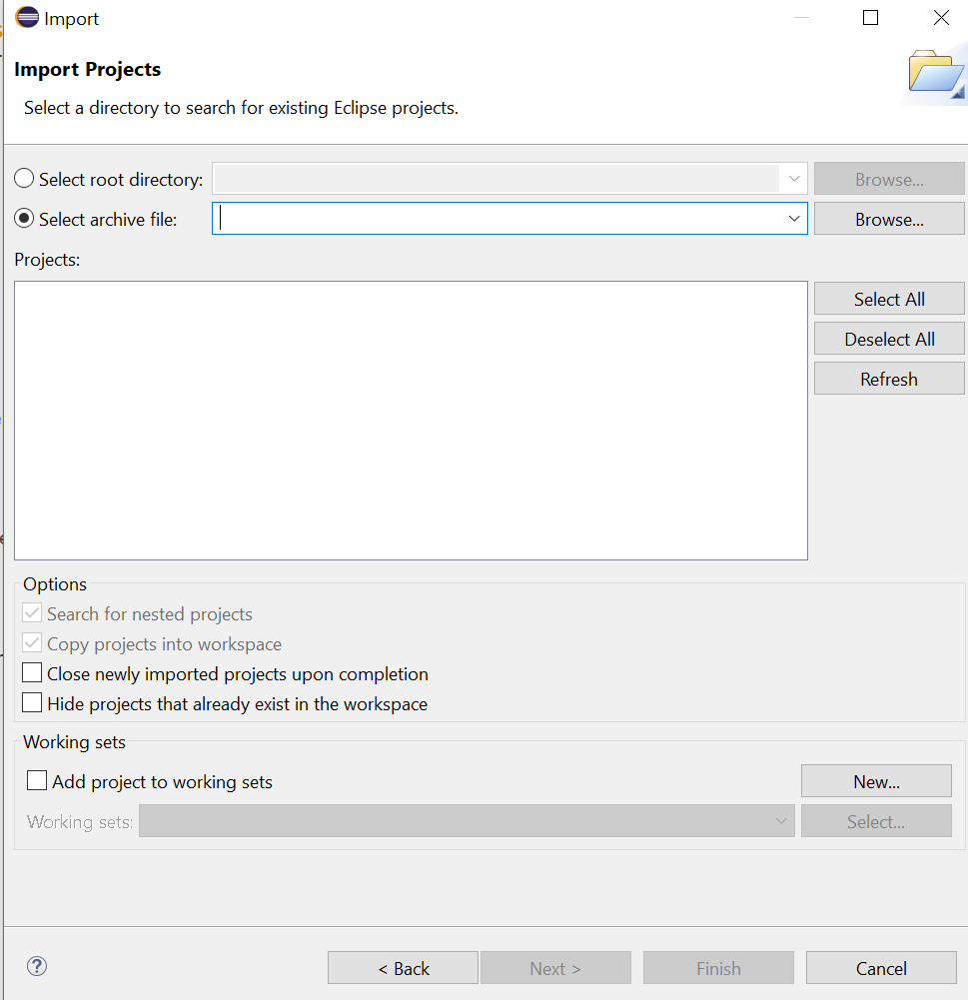 Import
Import Projects
Select a directory to search for existing Eclipse projects.
Select root directory:
Browse...
Select archive file:
Browse...
Projects:
Select All
Deselect All
Refresh
Options
Search for nested projects
Copy projects into workspace
Close newly imported projects upon completion
Hide projects that already exist in the workspace
Working sets
Add project to working sets
New...
Working sets:
Select...
?
< Back
Next >
Finish
Cancel